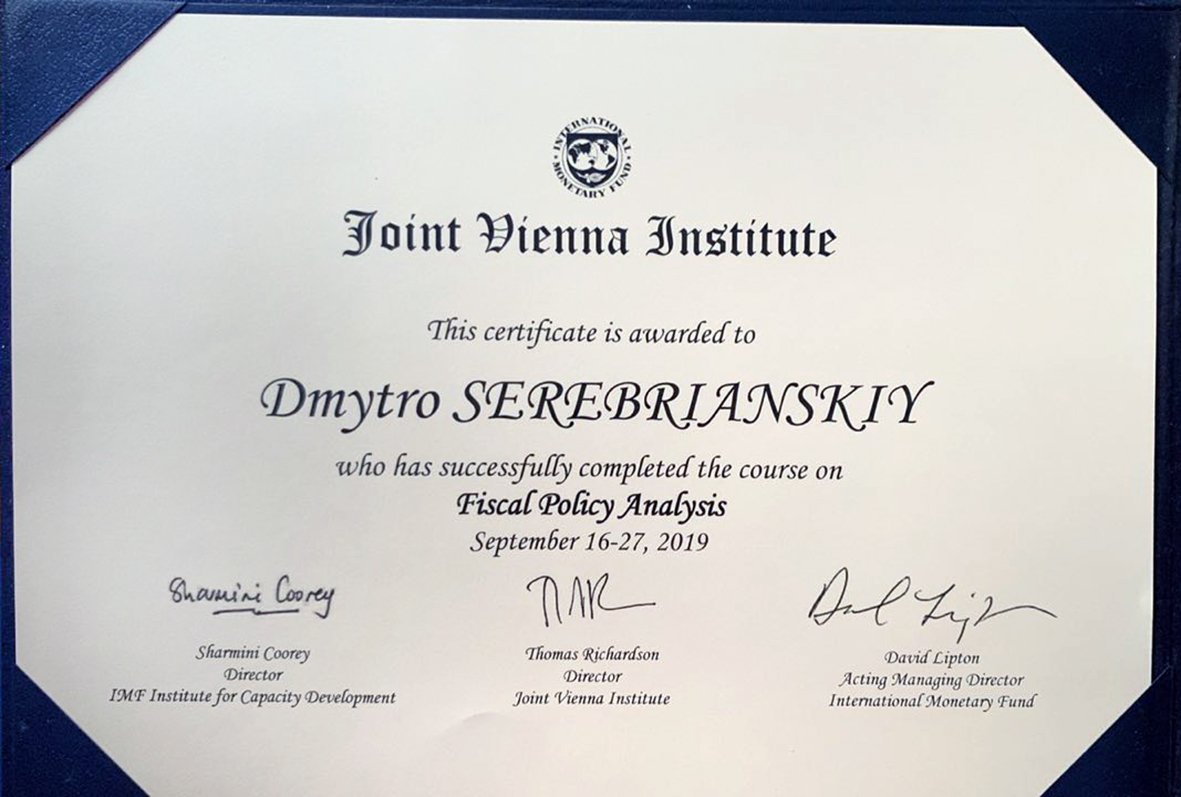 INTERNATIONAL MONETARY FUND
Joint Vienna Institute
This certificate is awarded to
Dmytro SEREBRIANSKIY
who has successfully completed the course on
Fiscal Policy Analysis
September 16-27, 2019
Sharmini Coorey
Sharmini Coorey
Director
IMF Institute for Capacity Development
Thomas Richardson
Director
Joint Vienna Institute
David Lipton
Acting Managing Director
International Monetary Fund